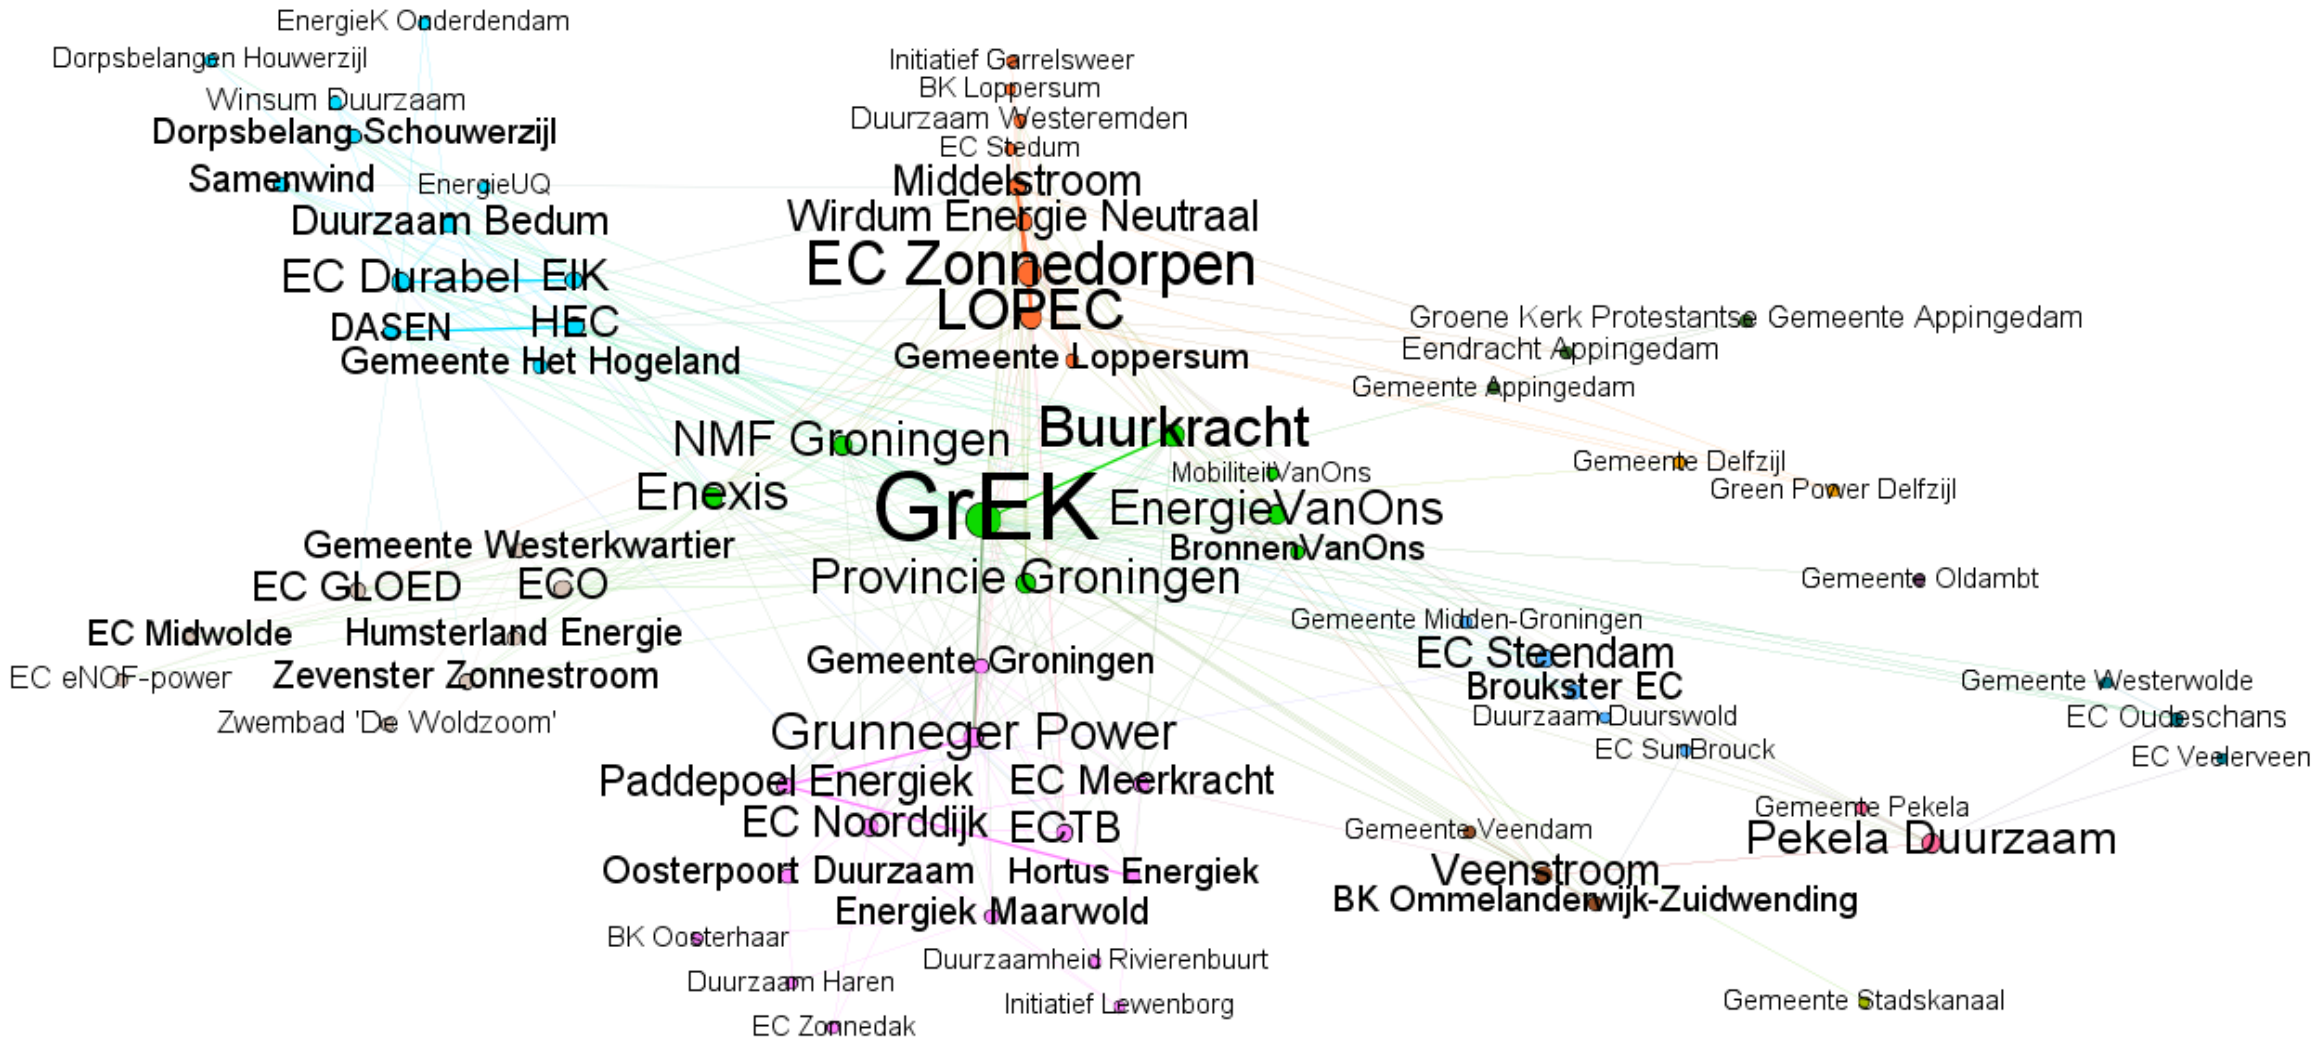 EnergieK Onderdendam
Dorpsbelangen Houwerzijl
Winsum Duurzaam
Dorpsbelang Schouwerzijl
Samenwind
EnergieUQ
Duurzaam Bedum
EC Durabel
EIK
DASEN
HEC
Gemeente Het Hogeland
Initiatief Garrelsweer
BK Loppersum
Duurzaam Westeremden
EC Stedum
Middelstroom
Wirdum Energie Neutraal
EC Zonnedorpen
LOPEC
Gemeente Loppersum
Groene Kerk Protestantse Gemeente Appingedam
Eendracht Appingedam
Gemeente Appingedam
Gemeente Delfzijl
Green Power Delfzijl
NMF Groningen
Buurkracht
MobiliteitVanOns
Enexis
GrEK
EnergieVanOns
BronnenVanOns
Provincie Groningen
Gemeente Westerkwartier
EC GLOED
ECO
EC Midwolde
Humsterland Energie
EC eNOF-power
Zevenster Zonnestroom
Zwembad 'De Woldzoom'
Gemeente Oldambt
Gemeente Midden-Groningen
EC Steendam
Broukster EC
Duurzaam Duurswold
EC SunBrouck
Gemeente Westerwolde
EC Oudeschans
EC Veelerveen
Gemeente Groningen
Grunneger Power
Paddepoel Energiek
EC Meerkracht
EC Noorddijk
ECTB
Oosterpoort Duurzaam
Hortus Energiek
Energiek Maarwold
BK Oosterhaar
Duurzaamheid Rivierenbuurt
Duurzaam Haren
Initiatief Lewenborg
EC Zonnedak
Gemeente Pekela
Pekela Duurzaam
Gemeente Veendam
Veenstroom
BK Ommelanderwijk-Zuidwending
Gemeente Stadskanaal